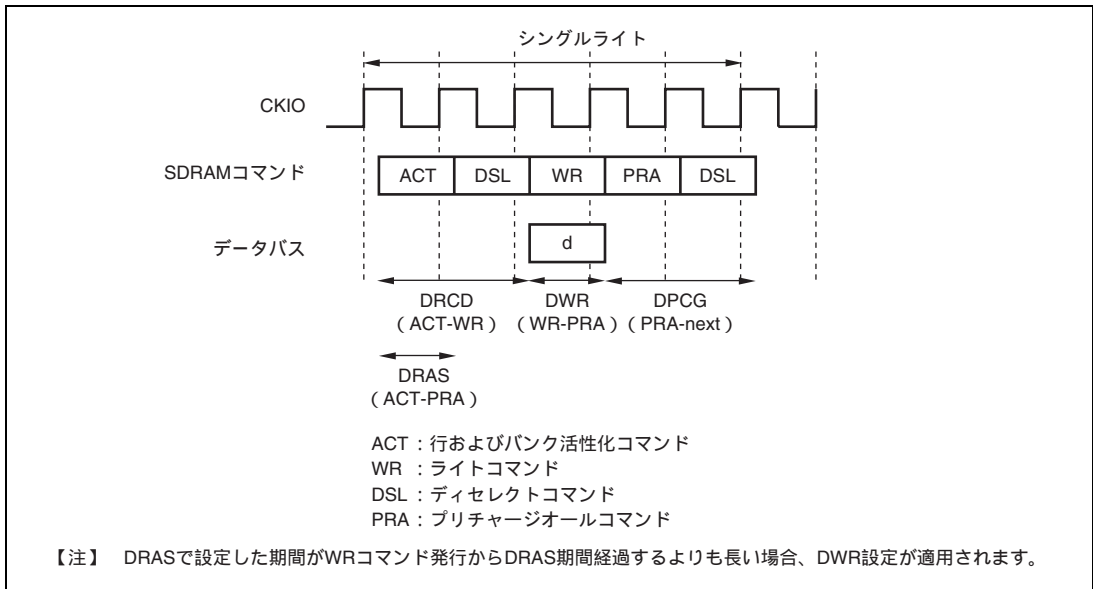 シングルライト
CKIO
SDRAMコマンド
ACT DSL WR PRA DSL
データバス
d
DRCD DWR DPCG
（ACT-WR） （WR-PRA） （PRA-next）
DRAS
（ACT-PRA）
ACT ：行およびバンク活性化コマンド
WR ：ライトコマンド
DSL ：ディセレクトコマンド
PRA ：プリチャージオールコマンド
【注】 DRASで設定した期間がWRコマンド発行からDRAS期間経過するよりも長い場合、DWR設定が適用されます。